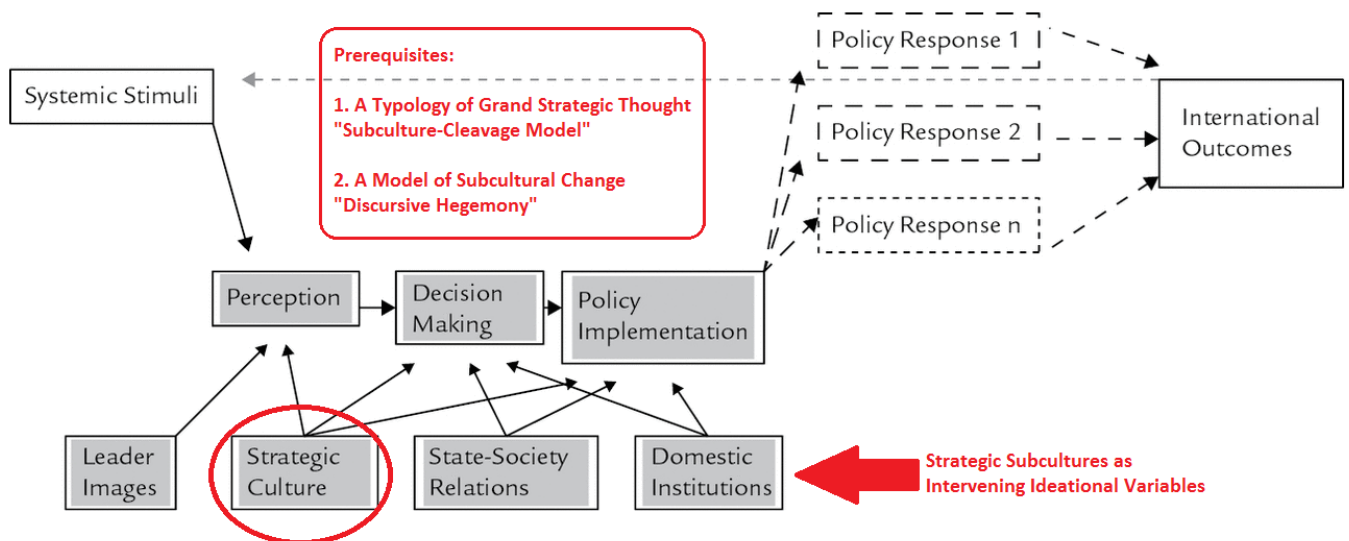 Prerequisites:
1. A Typology of Grand Strategic Thought
"Subculture-Cleavage Model"
2. A Model of Subcultural Change
"Discursive Hegemony"
Systemic Stimuli
Policy Response 1
Policy Response 2
Policy Response n
International
Outcomes
Perception
Decision
Making
Policy
Implementation
Leader
Images
Strategic
Culture
State-Society
Relations
Domestic
Institutions
Strategic Subcultures as
Intervening Ideational Variables